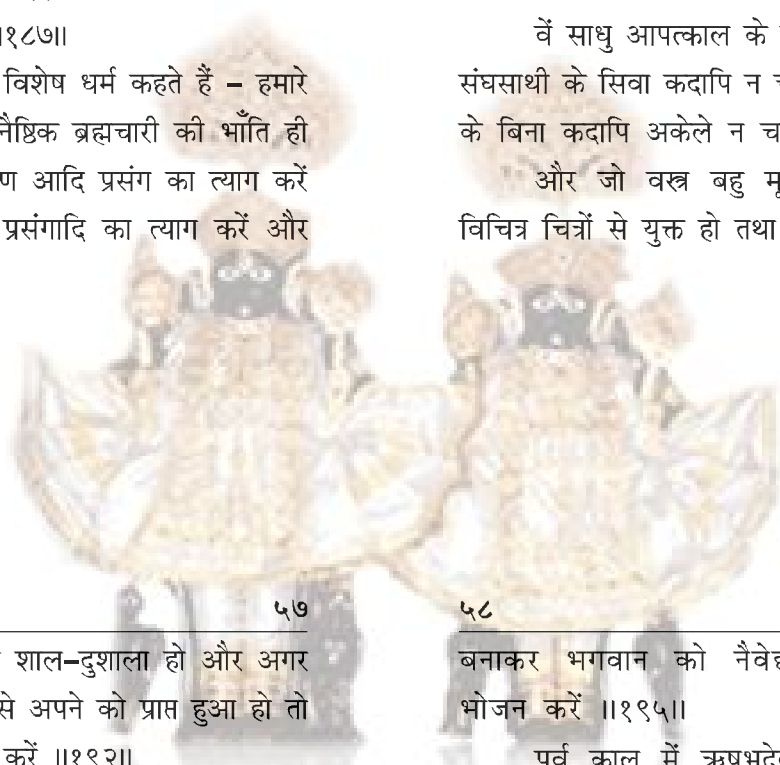 ॥१८७॥
विशेष धर्म कहते हैं – हमारे
नैष्ठिक ब्रह्मचारी की भाँति ही
आदि प्रसंग का त्याग करें
प्रसंगादि का त्याग करें और
वें साधु आपत्काल के
संघसाथी के सिवा कदापि न
के बिना कदापि अकेले न
और जो वस्त्र बहु
विचित्र चित्रों से युक्त हो तथा
५७
शाल–दुशाला हो और अगर
से अपने को प्राप्त हुआ हो तो
करें ॥१९२॥
५८
बनाकर भगवान को
भोजन करें ॥१९५॥
पूर्व काल में